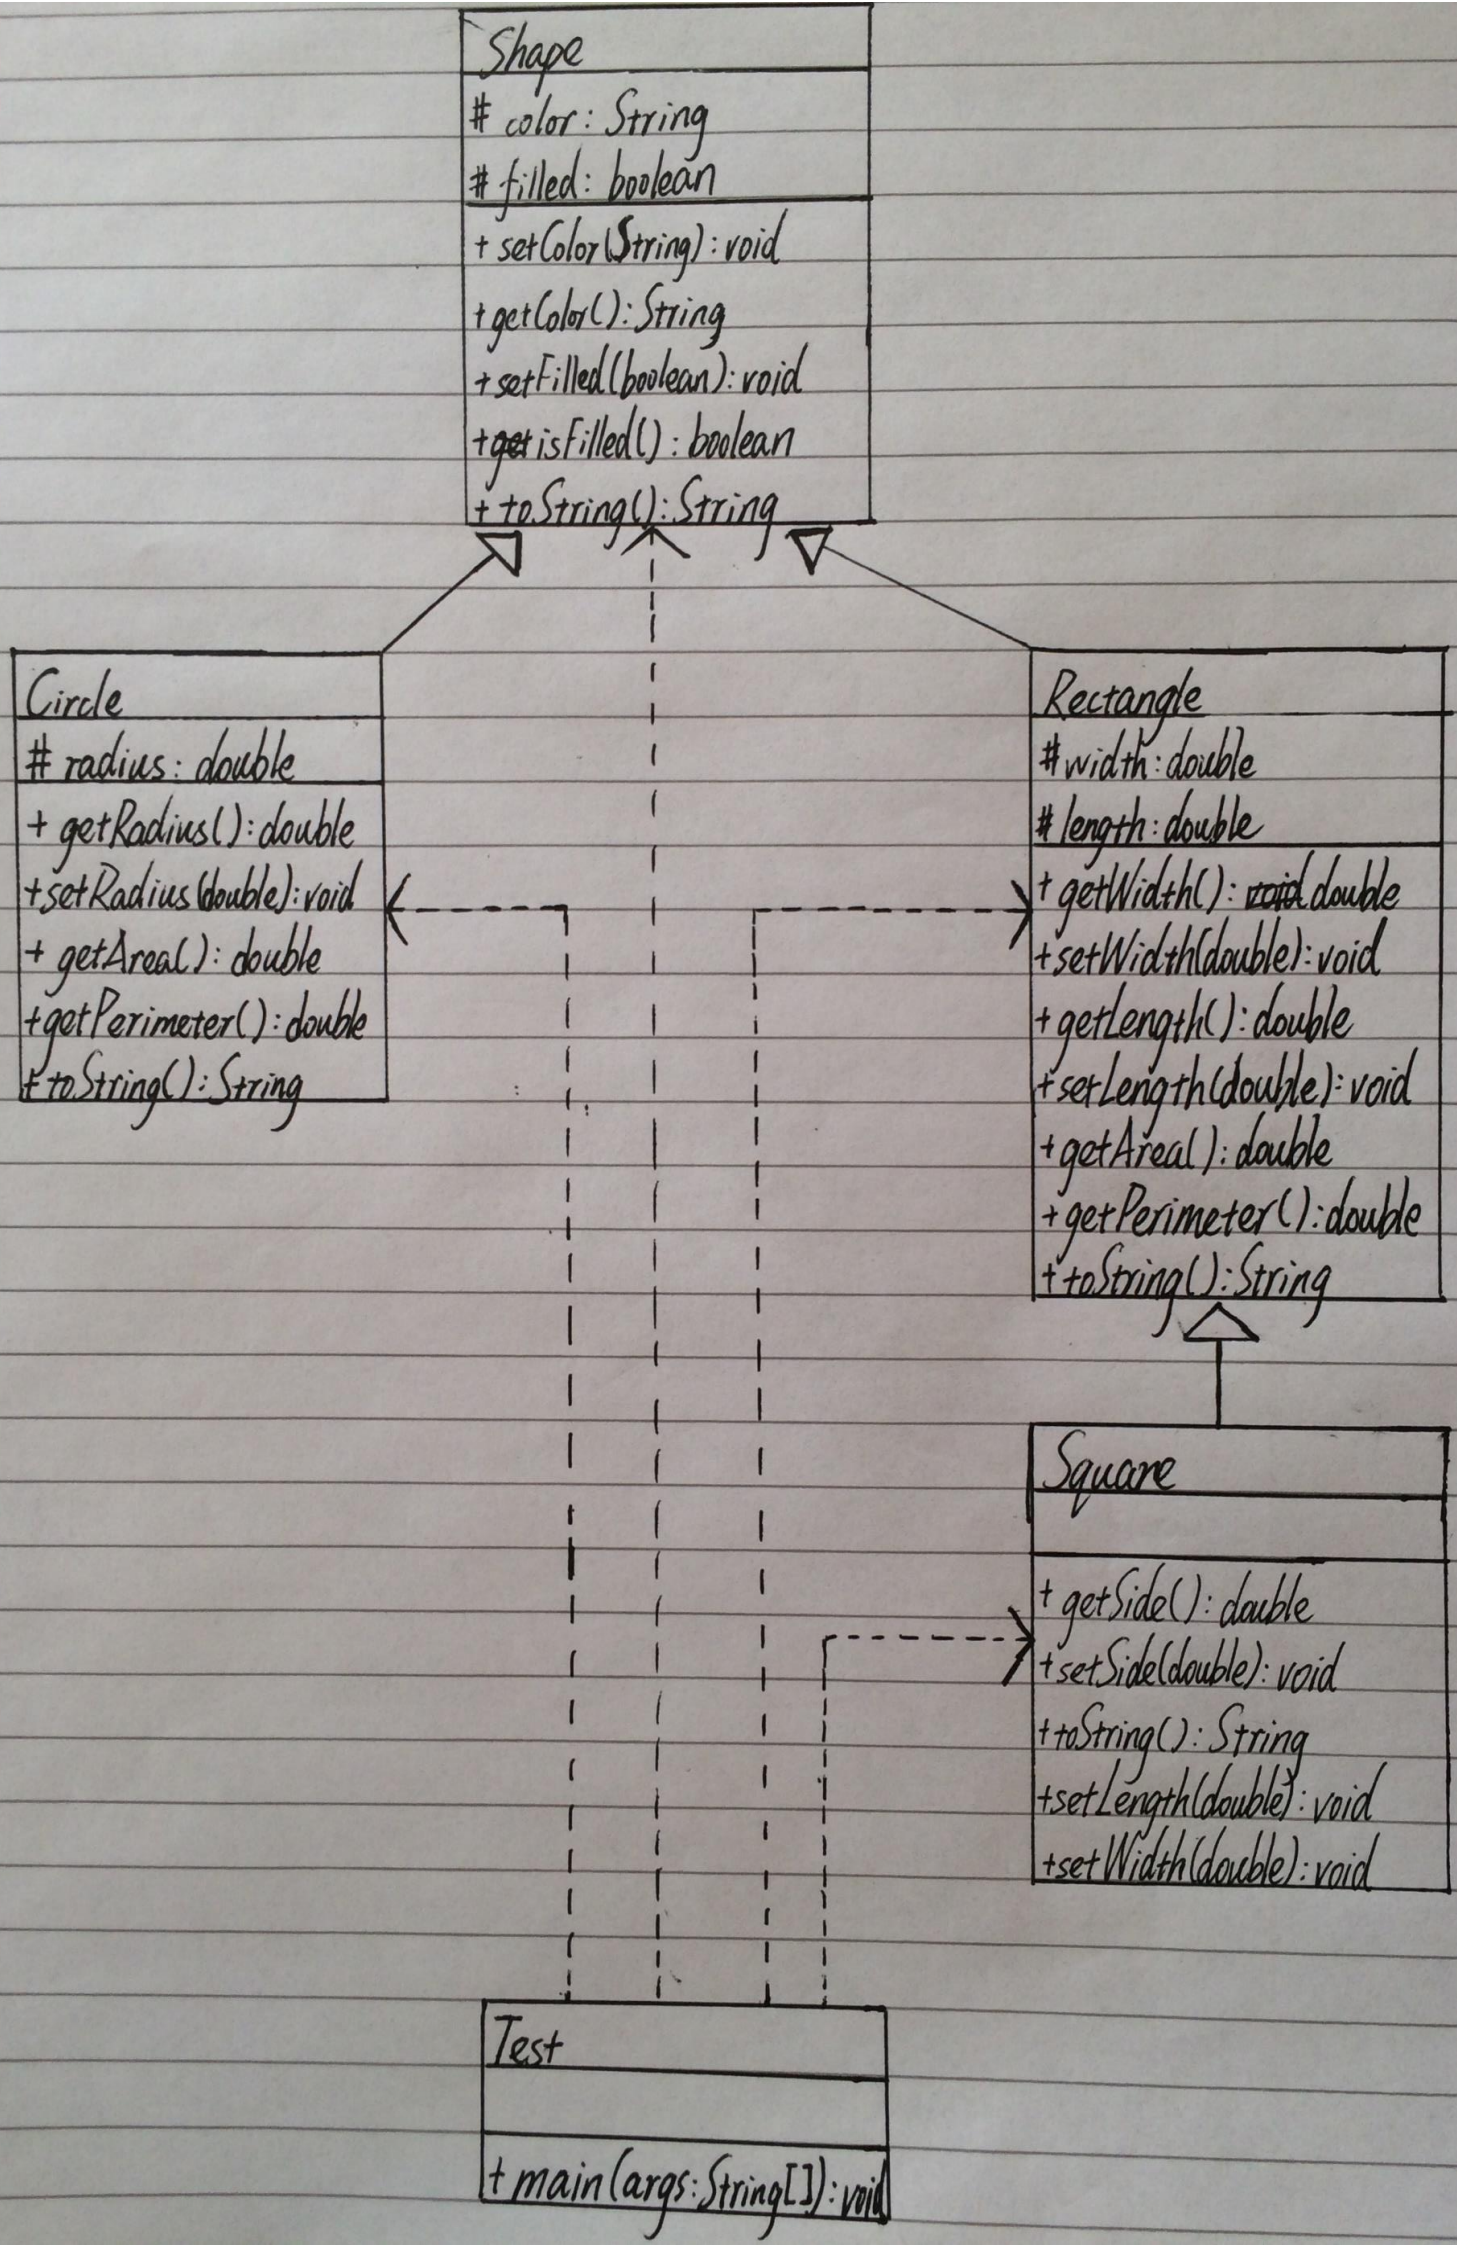 Shape
# color: String
# filled: boolean
+ setColor(String): void
+ getColor(): String
+ setFilled(boolean): void
+ isFilled(): boolean
+ toString(): String
Circle
# radius: double
+ getRadius(): double
+ setRadius(double): void
+ getArea(): double
+ getPerimeter(): double
+ toString(): String
Rectangle
# width: double
# length: double
+ getWidth(): double
+ setWidth(double): void
+ getLength(): double
+ setLength(double): void
+ getArea(): double
+ getPerimeter(): double
+ toString(): String
Square
+ getSide(): double
+ setSide(double): void
+ toString(): String
+ setLength(double): void
+ setWidth(double): void
Test
+ main(args: String[]): void